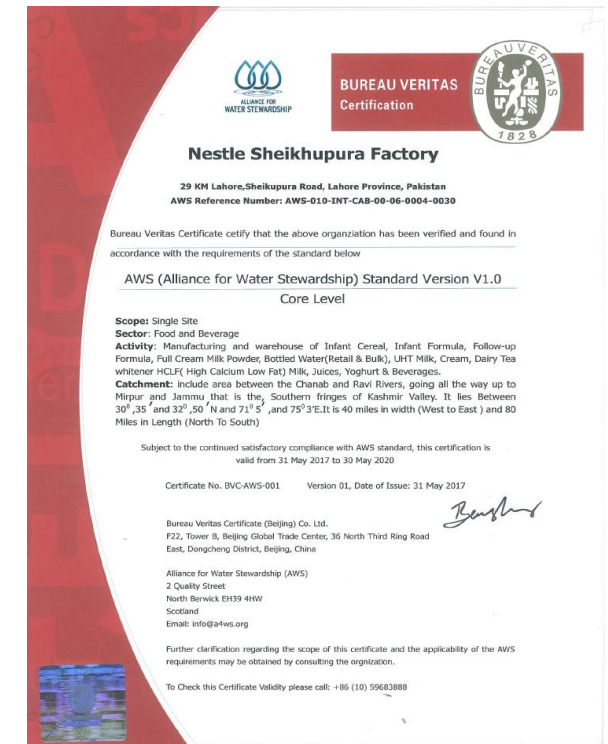 ALLIANCE FOR
WATER STEWARDSHIP
BUREAU VERITAS
Certification
BUREAU VERITAS
1828
Nestle Sheikhupura Factory
29 KM Lahore,Sheikupura Road, Lahore Province, Pakistan
AWS Reference Number: AWS-010-INT-CAB-00-06-0004-0030
Bureau Veritas Certificate cetify that the above organziation has been verified and found in
accordance with the requirements of the standard below
AWS (Alliance for Water Stewardship) Standard Version V1.0
Core Level
Scope: Single Site
Sector: Food and Beverage
Activity: Manufacturing and warehouse of Infant Cereal, Infant Formula, Follow-up
Formula, Full Cream Milk Powder, Bottled Water(Retail & Bulk), UHT Milk, Cream, Dairy Tea
whitener HCLF( High Calcium Low Fat) Milk, Juices, Yoghurt & Beverages.
Catchment: include area between the Chanab and Ravi Rivers, going all the way up to
Mirpur and Jammu that is the, Southern fringes of Kashmir Valley. It lies Between
30⁰ ,35 ′ and 32⁰ ,50 ′ N and 71⁰ 5′ ,and 75⁰ 3′E.It is 40 miles in width (West to East ) and 80
Miles in Length (North To South)
Subject to the continued satisfactory compliance with AWS standard, this certification is
valid from 31 May 2017 to 30 May 2020
Certificate No. BVC-AWS-001 Version 01, Date of Issue: 31 May 2017
Bureau Veritas Certificate (Beijing) Co. Ltd.
F22, Tower B, Beijing Global Trade Center, 36 North Third Ring Road
East, Dongcheng District, Beijing, China
Alliance for Water Stewardship (AWS)
2 Quality Street
North Berwick EH39 4HW
Scotland
Email: info@a4ws.org
Further clarification regarding the scope of this certificate and the applicability of the AWS
requirements may be obtained by consulting the orgnization.
To Check this Certificate Validity please call: +86 (10) 59683888